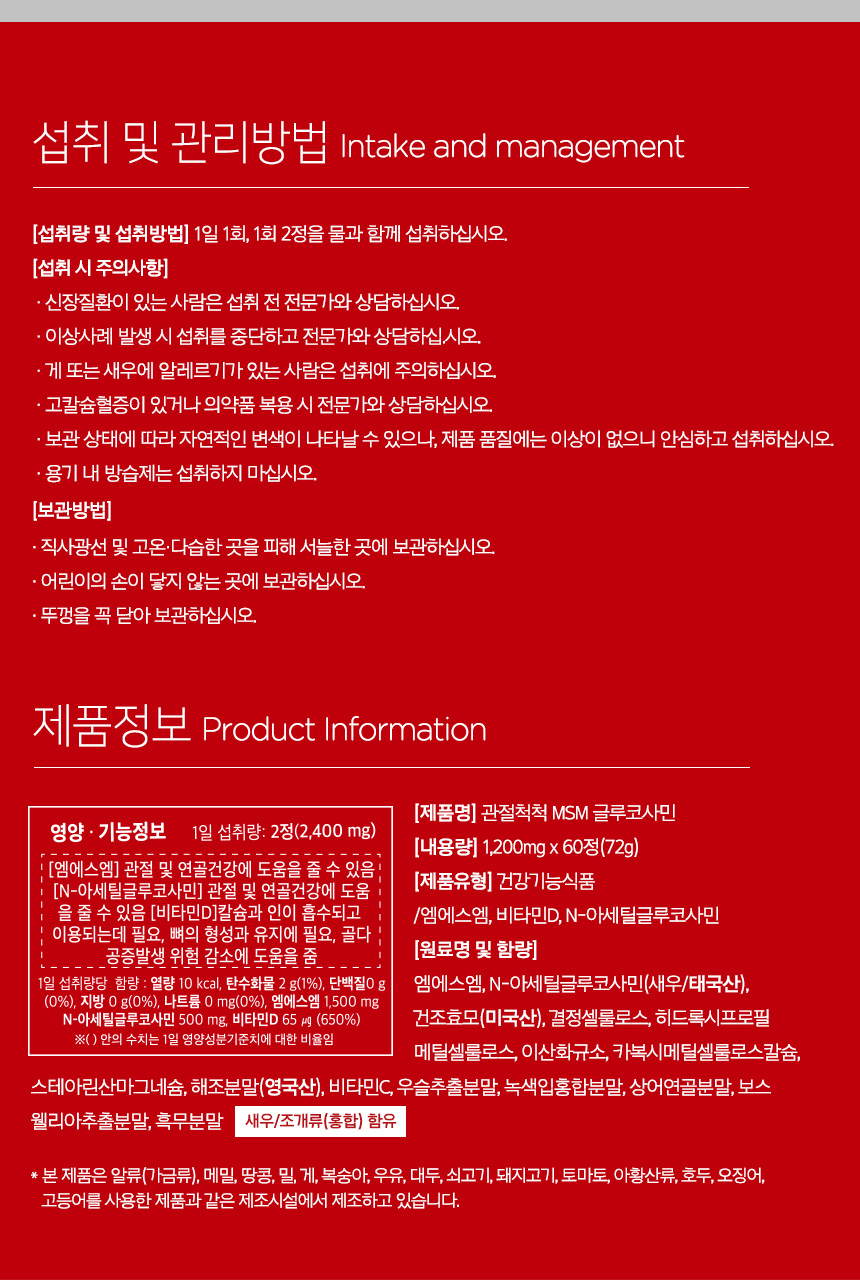 섭취 및 관리방법 Intake and management
[섭취량 및 섭취방법] 1일 1회, 1회 2정을 물과 함께 섭취하십시오.
[섭취 시 주의사항]
· 신장질환이 있는 사람은 섭취 전 전문가와 상담하십시오.
· 이상사례 발생 시 섭취를 중단하고 전문가와 상담하십.시오.
· 게 또는 새우에 알레르기가 있는 사람은 섭취에 주의하십시오.
· 고칼슘혈증이 있거나 의약품 복용 시 전문가와 상담하십시오.
· 보관 상태에 따라 자연적인 변색이 나타날 수 있으나, 제품 품질에는 이상이 없으니 안심하고 섭취하십시오.
· 용기 내 방습제는 섭취하지 마십시오.
[보관방법]
· 직사광선 및 고온·다습한 곳을 피해 서늘한 곳에 보관하십시오.
· 어린이의 손이 닿지 않는 곳에 보관하십시오.
· 뚜껑을 꼭 닫아 보관하십시오.
제품정보 Product Information
영양 · 기능정보 1일 섭취량: 2정(2,400 mg)
[엠에스엠] 관절 및 연골건강에 도움을 줄 수 있음
[N-아세틸글루코사민] 관절 및 연골건강에 도움
을 줄 수 있음 [비타민D]칼슘과 인이 흡수되고
이용되는데 필요, 뼈의 형성과 유지에 필요, 골다
공증발생 위험 감소에 도움을 줌
1일 섭취량당 함량 : 열량 10 kcal, 탄수화물 2 g(1%), 단백질0 g
(0%), 지방 0 g(0%), 나트륨 0 mg(0%), 엠에스엠 1,500 mg
N-아세틸글루코사민 500 mg, 비타민D 65 ㎍ (650%)
※( ) 안의 수치는 1일 영양성분기준치에 대한 비율임
[제품명] 관절척척 MSM 글루코사민
[내용량] 1,200mg x 60정(72g)
[제품유형] 건강기능식품
/엠에스엠, 비타민D, N-아세틸글루코사민
[원료명 및 함량]
엠에스엠, N-아세틸글루코사민(새우/태국산),
건조효모(미국산), 결정셀룰로스, 히드록시프로필
메틸셀룰로스, 이산화규소, 카복시메틸셀룰로스칼슘,
스테아린산마그네슘, 해조분말(영국산), 비타민C, 우슬추출분말, 녹색입홍합분말, 상어연골분말, 보스
웰리아추출분말, 흑무분말 새우/조개류(홍합) 함유
* 본 제품은 알류(가금류), 메밀, 땅콩, 밀, 게, 복숭아, 우유, 대두, 쇠고기, 돼지고기, 토마토, 아황산류, 호두, 오징어,
고등어를 사용한 제품과 같은 제조시설에서 제조하고 있습니다.